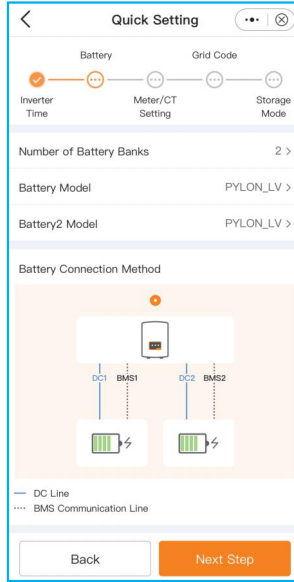 Quick Setting
Battery
Grid Code
Inverter
Time
Meter/CT
Setting
Storage
Mode
Number of Battery Banks 2 >
Battery Model PYLON_LV >
Battery2 Model PYLON_LV >
Battery Connection Method
DC1 BMS1 DC2 BMS2
DC Line
BMS Communication Line
Back Next Step